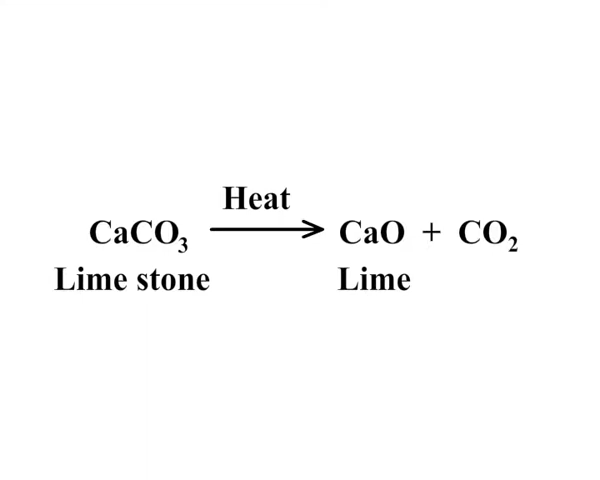 Heat
CaCO₃ ⟶ CaO + CO₂
Lime stone Lime